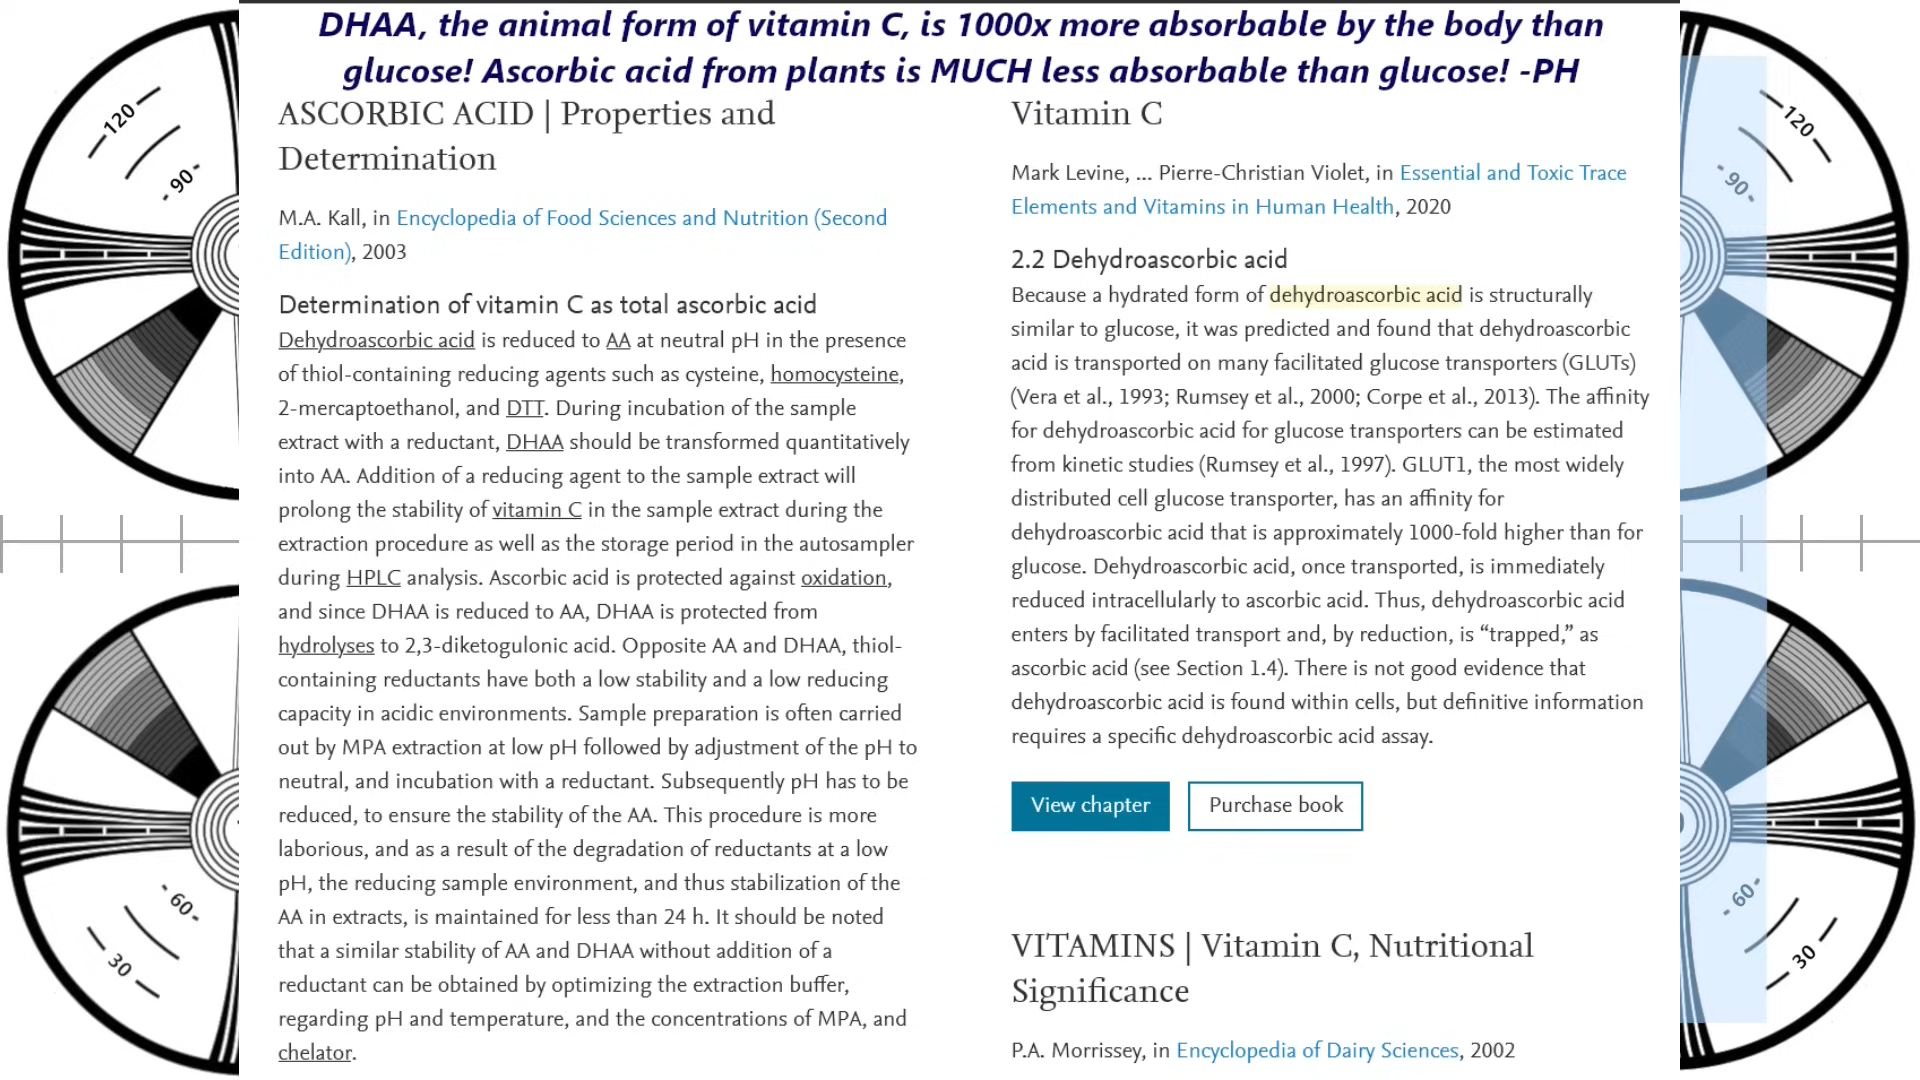 DHAA, the animal form of vitamin C, is 1000x more absorbable by the body than
glucose! Ascorbic acid from plants is MUCH less absorbable than glucose! -PH
ASCORBIC ACID | Properties and
Determination
M.A. Kall, in Encyclopedia of Food Sciences and Nutrition (Second
Edition), 2003
Determination of vitamin C as total ascorbic acid
Dehydroascorbic acid is reduced to AA at neutral pH in the presence
of thiol-containing reducing agents such as cysteine, homocysteine,
2-mercaptoethanol, and DTT. During incubation of the sample
extract with a reductant, DHAA should be transformed quantitatively
into AA. Addition of a reducing agent to the sample extract will
prolong the stability of vitamin C in the sample extract during the
extraction procedure as well as the storage period in the autosampler
during HPLC analysis. Ascorbic acid is protected against oxidation,
and since DHAA is reduced to AA, DHAA is protected from
hydrolyses to 2,3-diketogulonic acid. Opposite AA and DHAA, thiol-
containing reductants have both a low stability and a low reducing
capacity in acidic environments. Sample preparation is often carried
out by MPA extraction at low pH followed by adjustment of the pH to
neutral, and incubation with a reductant. Subsequently pH has to be
reduced, to ensure the stability of the AA. This procedure is more
laborious, and as a result of the degradation of reductants at a low
pH, the reducing sample environment, and thus stabilization of the
AA in extracts, is maintained for less than 24 h. It should be noted
that a similar stability of AA and DHAA without addition of a
reductant can be obtained by optimizing the extraction buffer,
regarding pH and temperature, and the concentrations of MPA, and
chelator.
Vitamin C
Mark Levine, ... Pierre-Christian Violet, in Essential and Toxic Trace
Elements and Vitamins in Human Health, 2020
2.2 Dehydroascorbic acid
Because a hydrated form of dehydroascorbic acid is structurally
similar to glucose, it was predicted and found that dehydroascorbic
acid is transported on many facilitated glucose transporters (GLUTs)
(Vera et al., 1993; Rumsey et al., 2000; Corpe et al., 2013). The affinity
for dehydroascorbic acid for glucose transporters can be estimated
from kinetic studies (Rumsey et al., 1997). GLUT1, the most widely
distributed cell glucose transporter, has an affinity for
dehydroascorbic acid that is approximately 1000-fold higher than for
glucose. Dehydroascorbic acid, once transported, is immediately
reduced intracellularly to ascorbic acid. Thus, dehydroascorbic acid
enters by facilitated transport and, by reduction, is “trapped,” as
ascorbic acid (see Section 1.4). There is not good evidence that
dehydroascorbic acid is found within cells, but definitive information
requires a specific dehydroascorbic acid assay.
View chapter
Purchase book
VITAMINS | Vitamin C, Nutritional
Significance
P.A. Morrissey, in Encyclopedia of Dairy Sciences, 2002
120
90
60
30
120
90
60
30